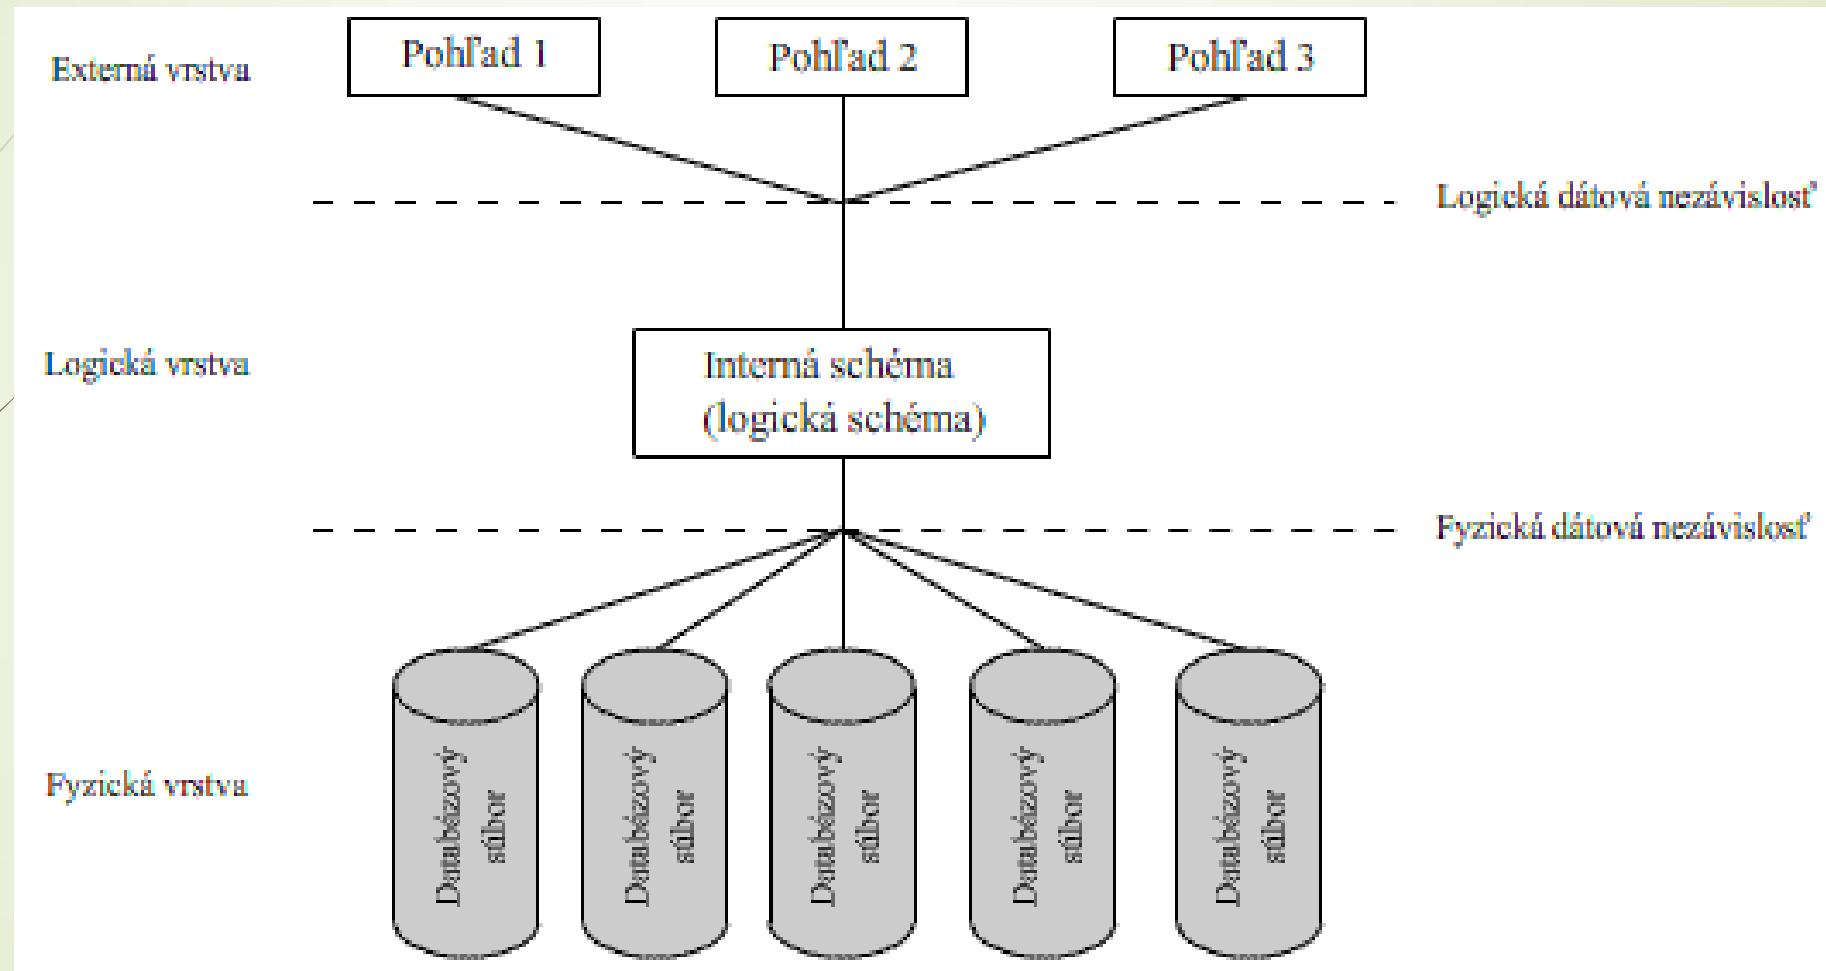 Externá vrstva
Pohľad 1
Pohľad 2
Pohľad 3
Logická dátová nezávislosť
Logická vrstva
Interná schéma
(logická schéma)
Fyzická dátová nezávislosť
Fyzická vrstva
Databázový
súbor
Databázový
súbor
Databázový
súbor
Databázový
súbor
Databázový
súbor